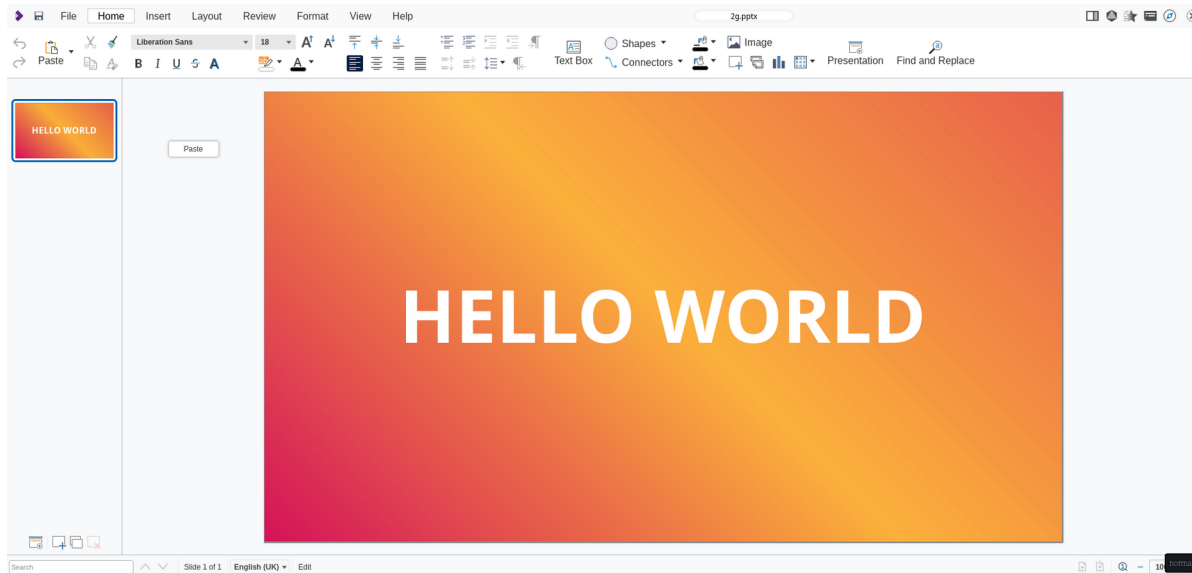 File Home Insert Layout Review Format View Help 2g.pptx
Liberation Sans 18
Shapes Image
Paste Text Box Connectors Presentation Find and Replace
B I U S A A
HELLO WORLD
Paste
HELLO WORLD
Search Slide 1 of 1 English (UK) Edit